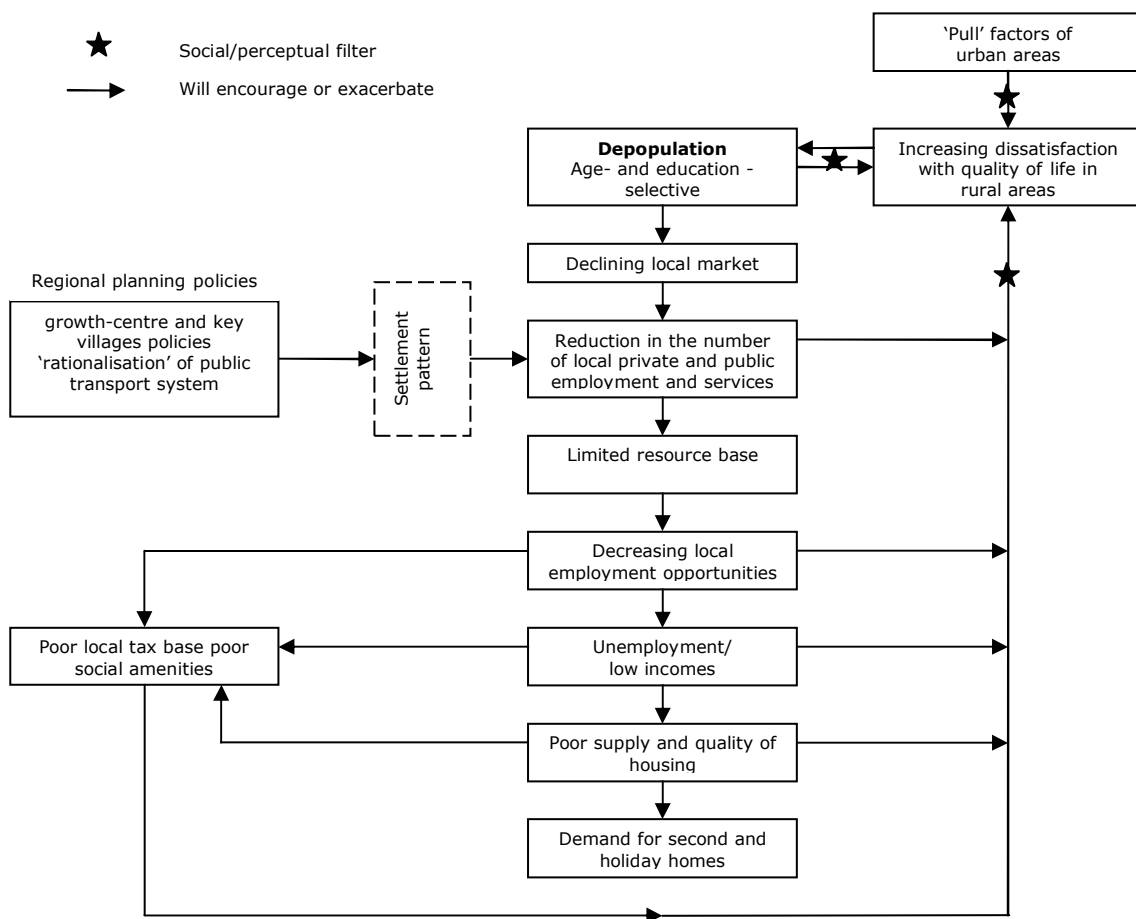 Social/perceptual filter
Will encourage or exacerbate
‘Pull’ factors of
urban areas
Depopulation
Age- and education -
selective
Increasing dissatisfaction
with quality of life in
rural areas
Declining local market
Regional planning policies
growth-centre and key
villages policies
‘rationalisation’ of public
transport system
Settlement
pattern
Reduction in the number
of local private and public
employment and services
Limited resource base
Decreasing local
employment opportunities
Poor local tax base poor
social amenities
Unemployment/
low incomes
Poor supply and quality of
housing
Demand for second and
holiday homes